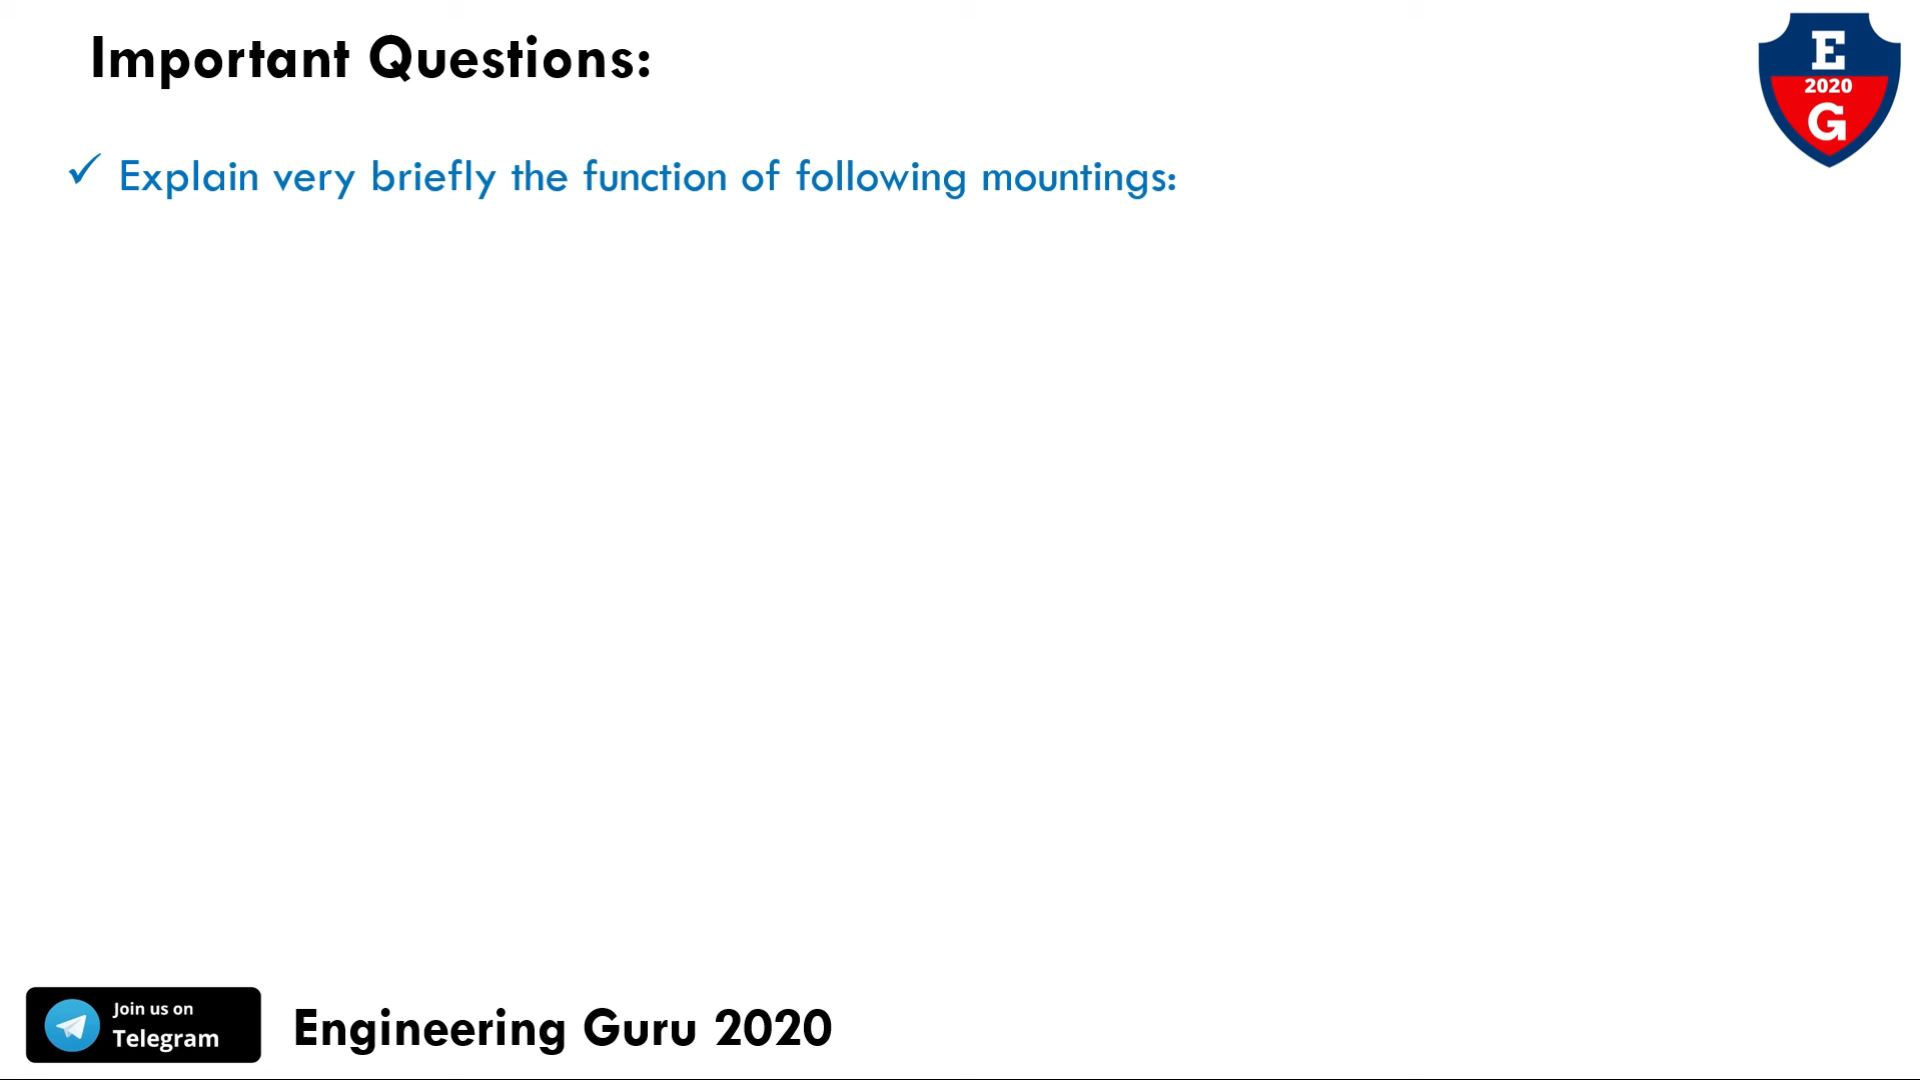 Important Questions:
E
2020
G
✓ Explain very briefly the function of following mountings:
Join us on
Telegram
Engineering Guru 2020